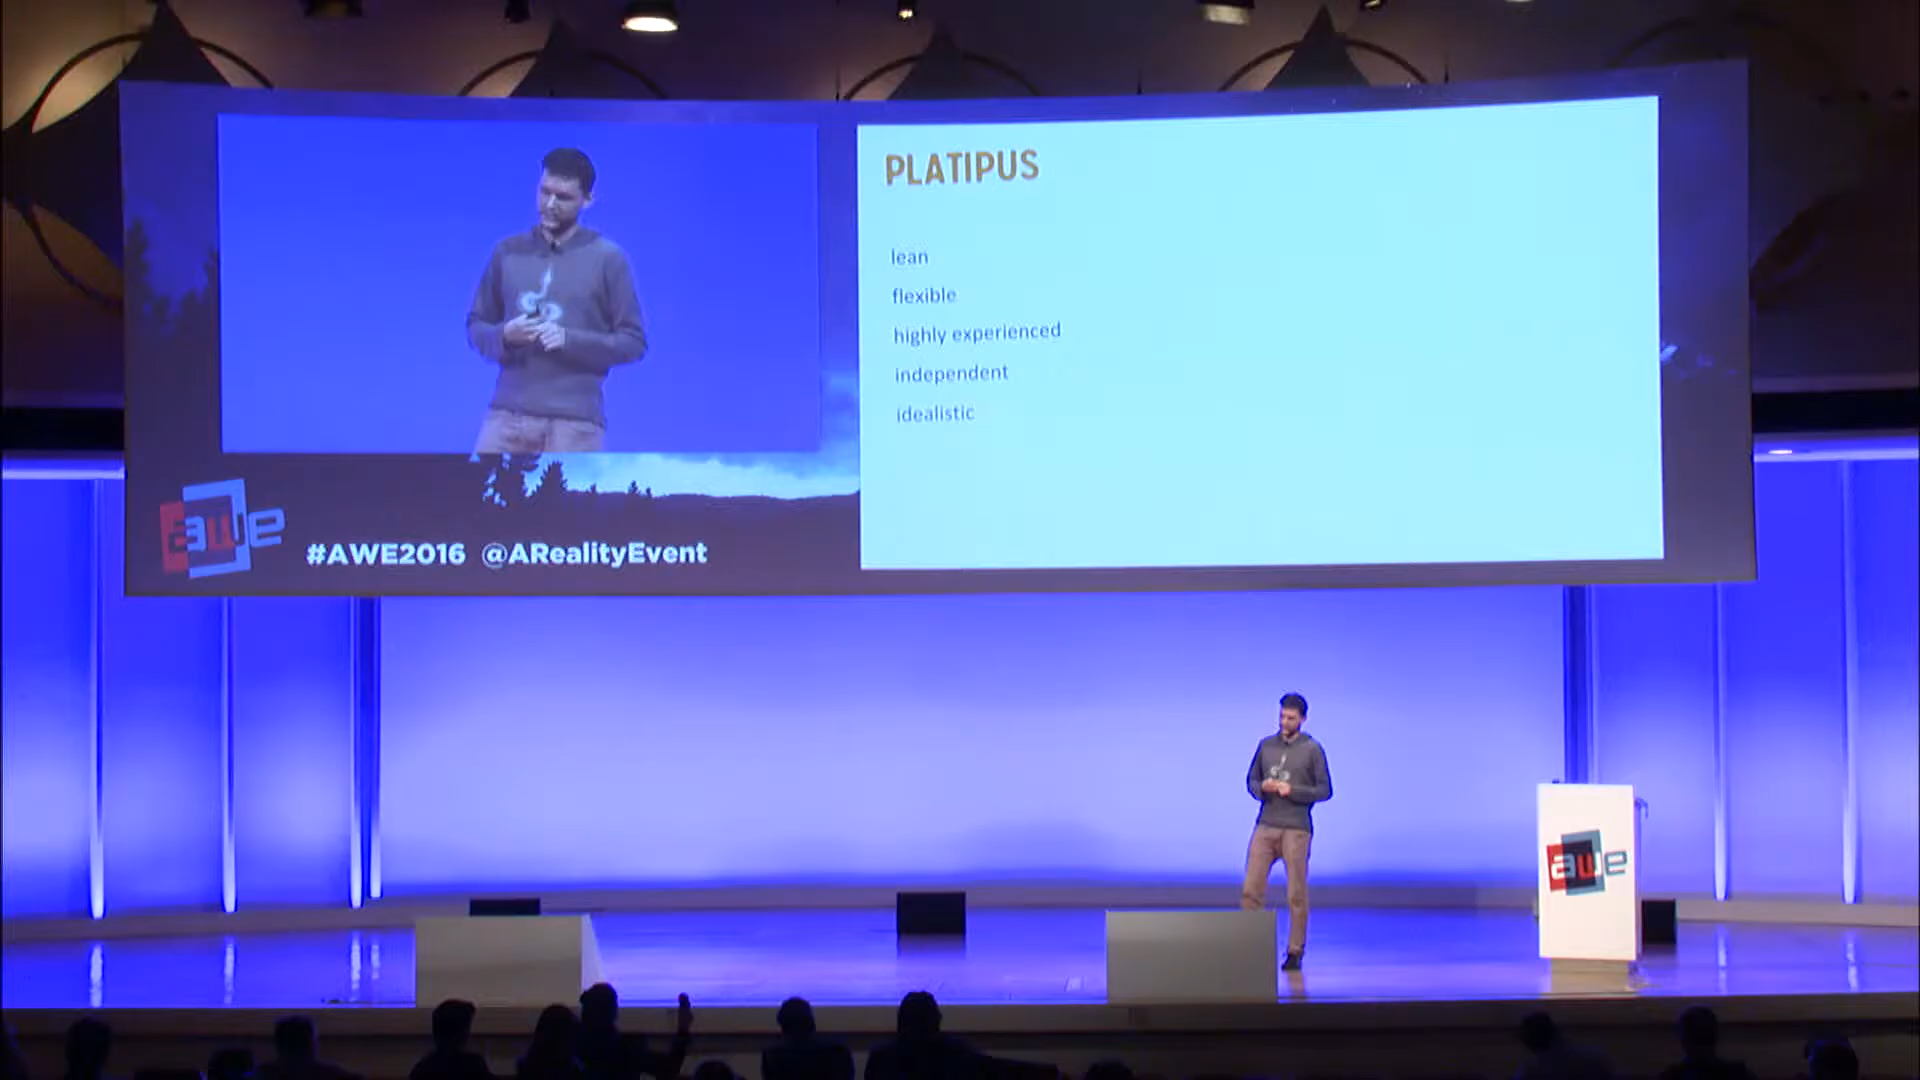 PLATIPUS
lean
flexible
highly experienced
independent
idealistic
awe
#AWE2016 @ARealityEvent
awe